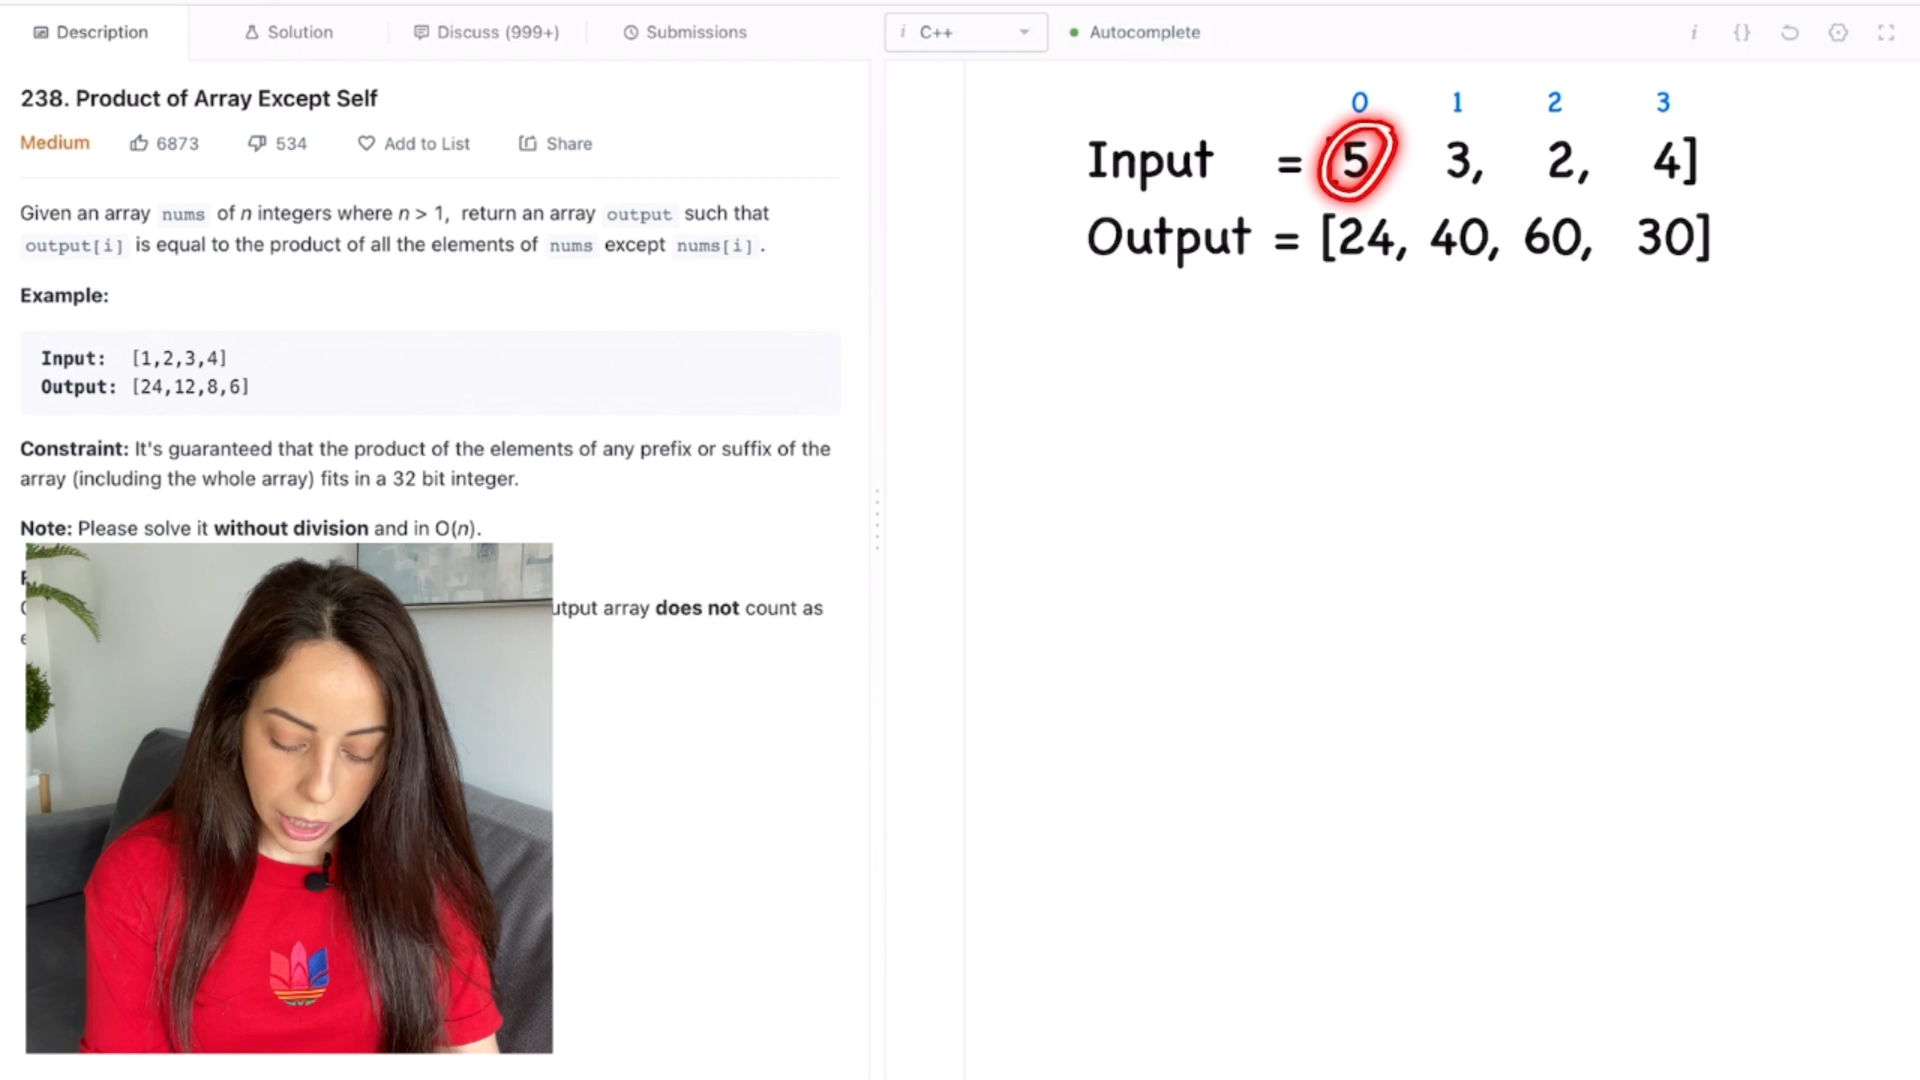 Description Solution Discuss (999+) Submissions
i C++ Autocomplete i {}
238. Product of Array Except Self
Medium 6873 534 Add to List Share
Given an array nums of n integers where n > 1, return an array output such that
output[i] is equal to the product of all the elements of nums except nums[i] .
Example:
Input: [1,2,3,4]
Output: [24,12,8,6]
Constraint: It's guaranteed that the product of the elements of any prefix or suffix of the
array (including the whole array) fits in a 32 bit integer.
Note: Please solve it without division and in O(n).
utput array does not count as
0 1 2 3
Input = 5 3, 2, 4]
Output = [24, 40, 60, 30]